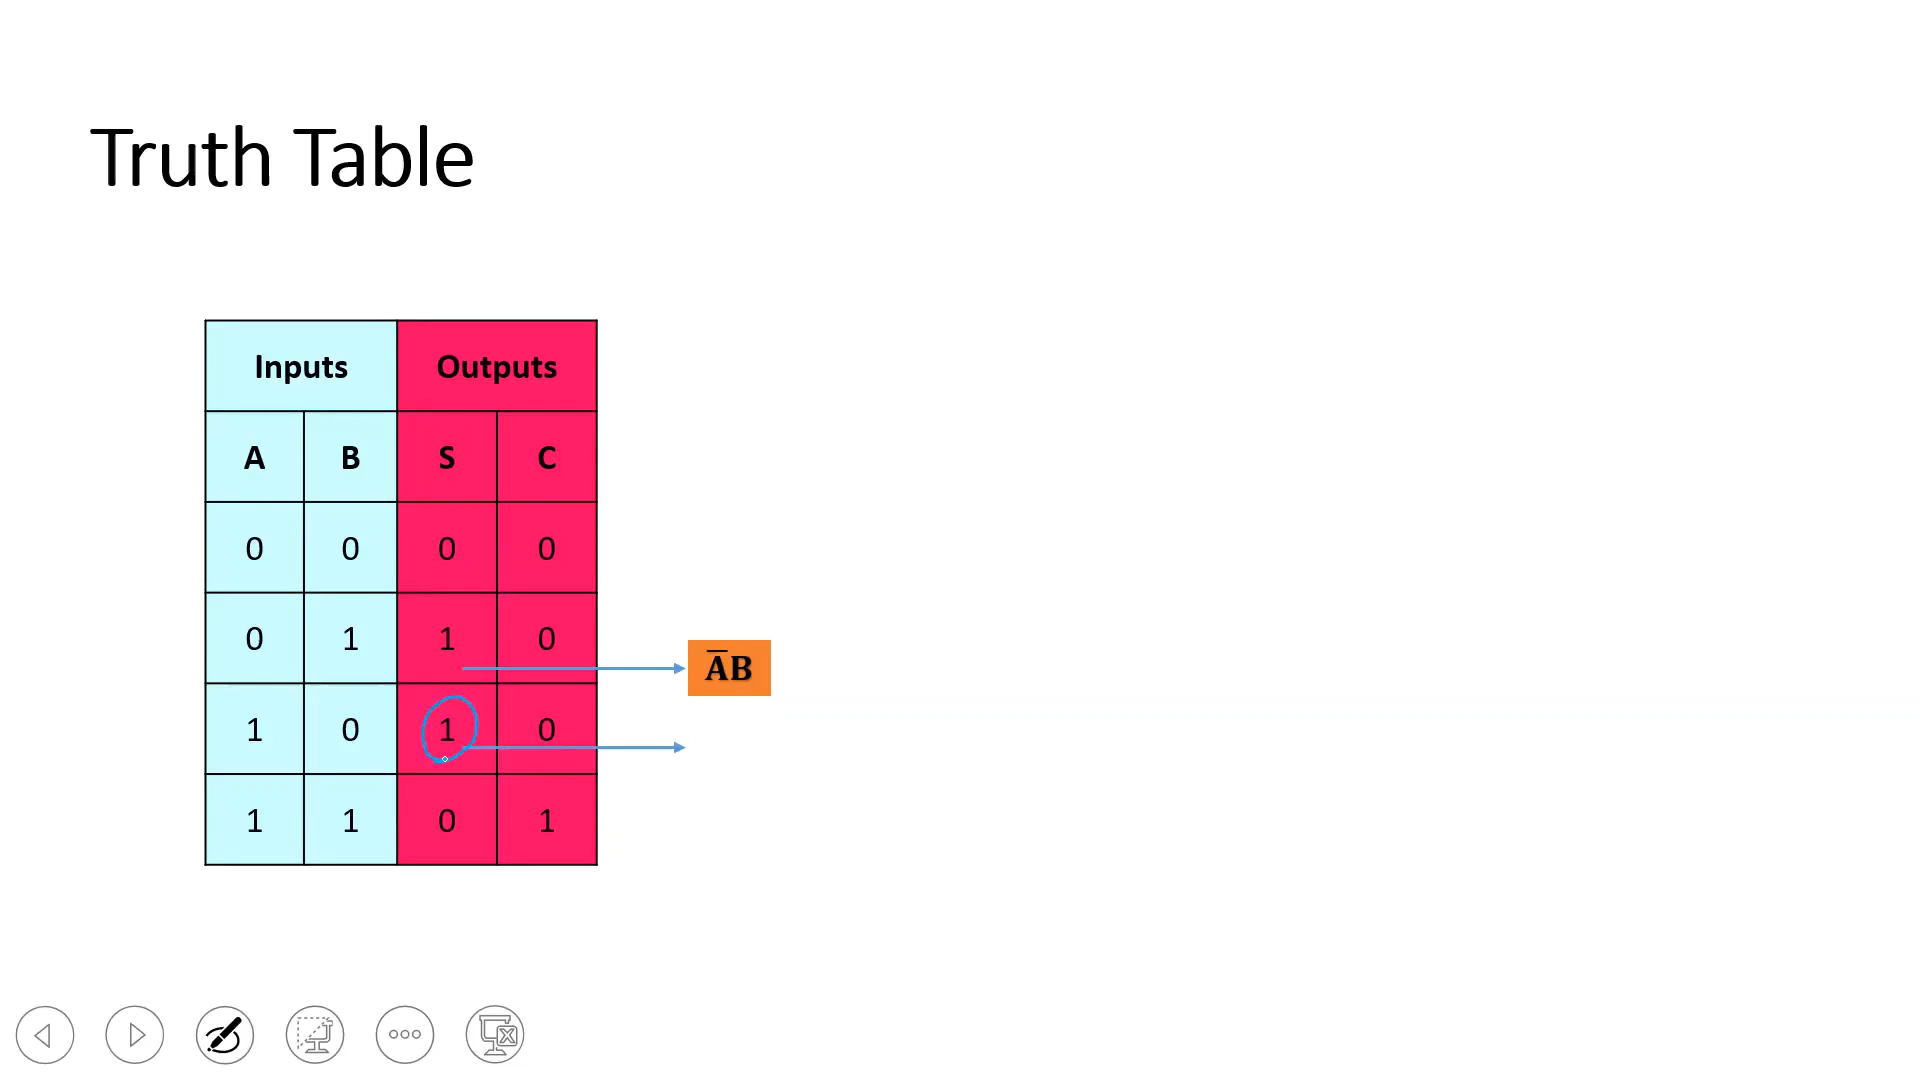 Truth Table
Inputs Outputs
A B S C
0 0 0 0
0 1 1 0
A̅B
1 0 1 0
1 1 0 1